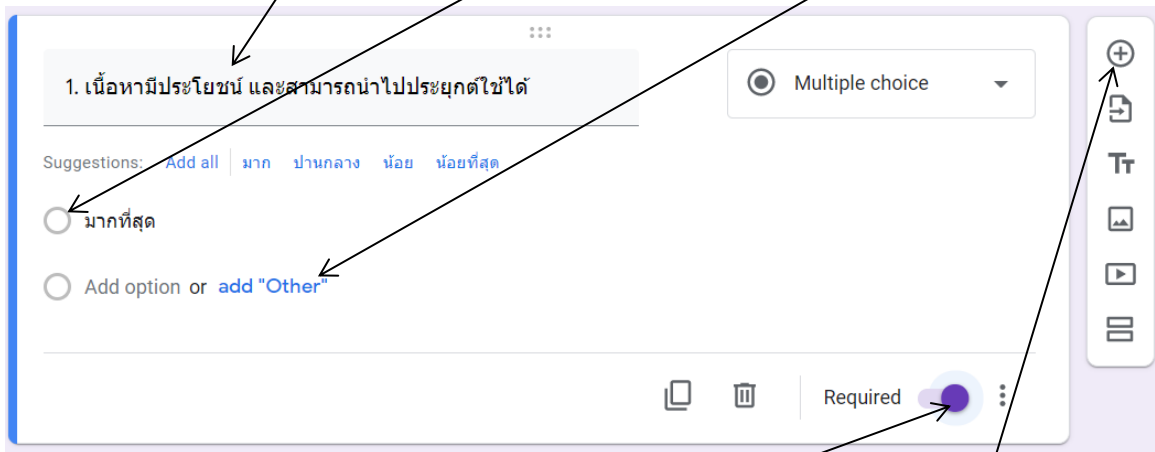 1. เนื้อหามีประโยชน์ และสามารถนำไปประยุกต์ใช้ได้
Multiple choice
Suggestions: Add all มาก ปานกลาง น้อย น้อยที่สุด
มากที่สุด
Add option or add "Other"
Required